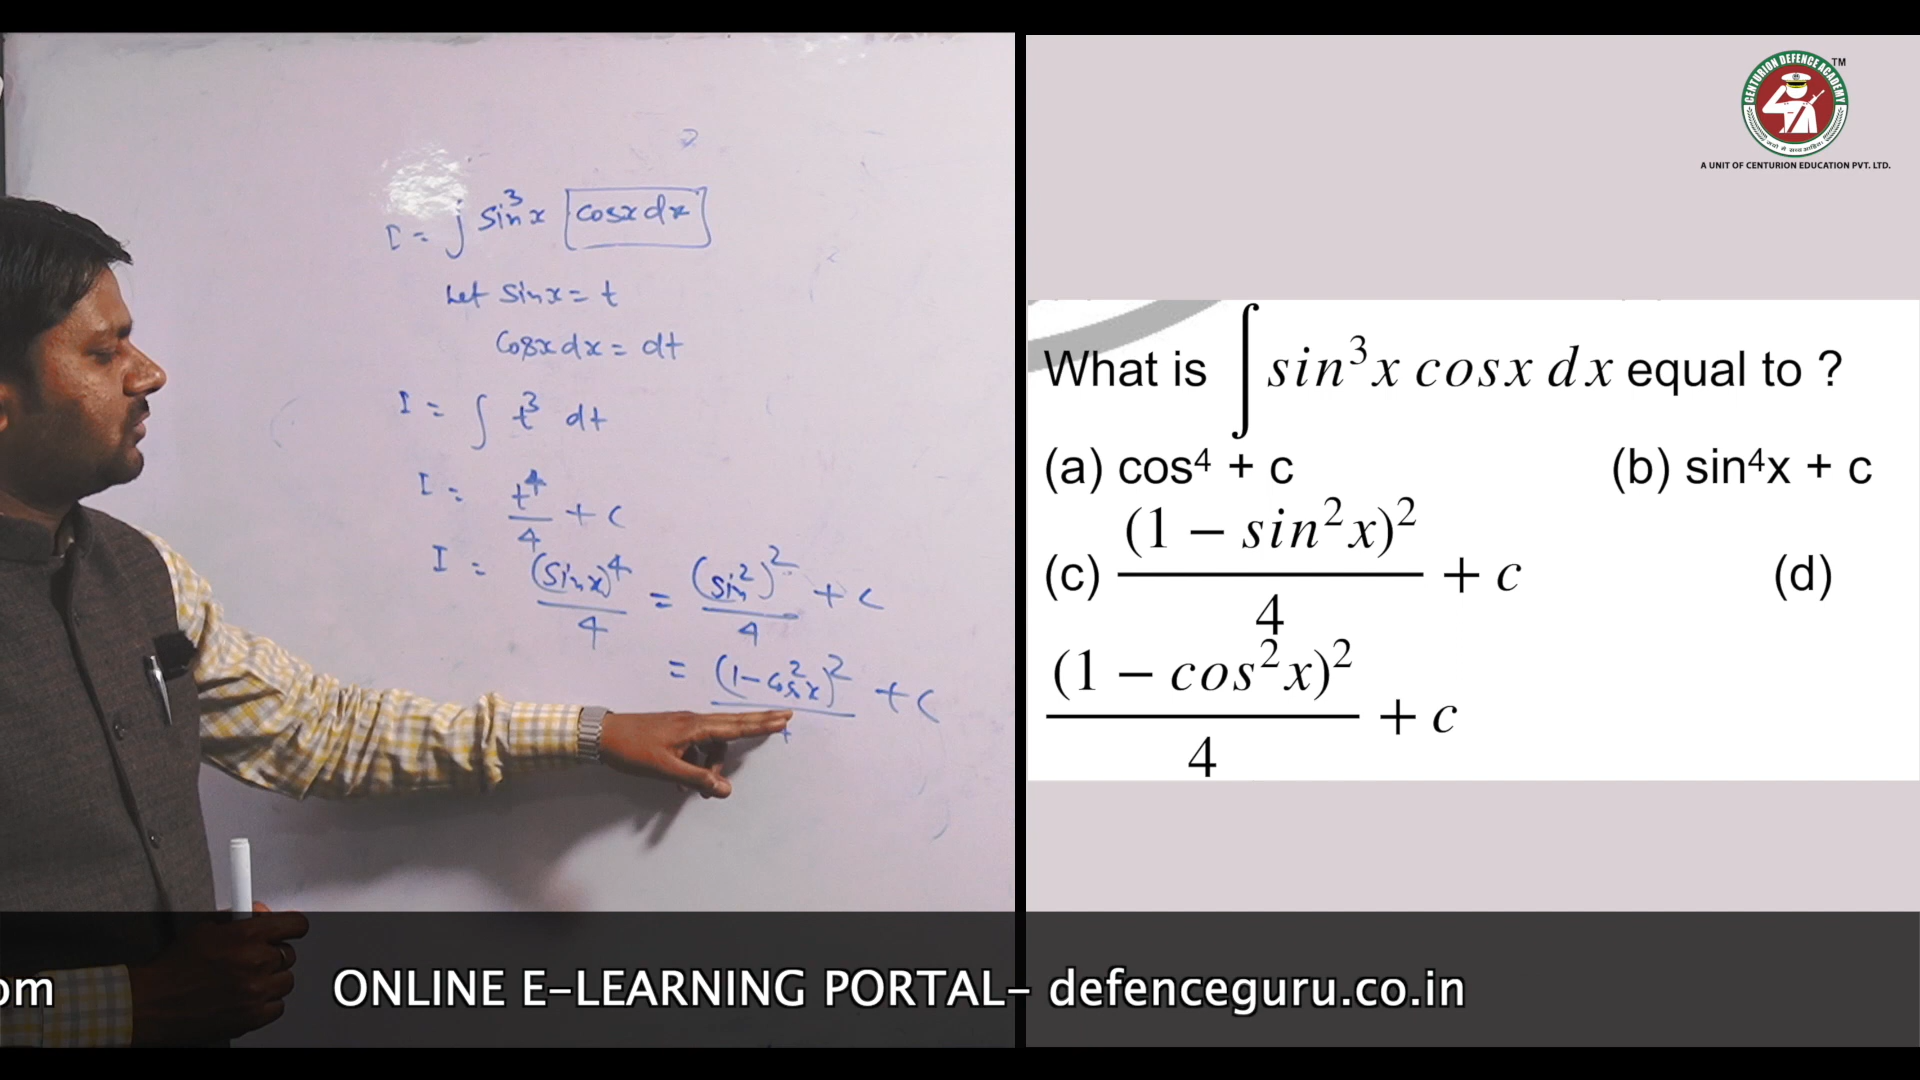 I = ∫ sin³x cosx dx
Let sinx = t
cosx dx = dt
I = ∫ t³ dt
I = t⁴/4 + c
I = (sinx)⁴/4 = (sin²)²/4 + c
= (1-cos²x)²/4 + c
CENTURION DEFENCE ACADEMY
TM
A UNIT OF CENTURION EDUCATION PVT. LTD.
What is ∫ sin³x cosx dx equal to ?
(a) cos⁴ + c (b) sin⁴x + c
(c) (1 − sin²x)²/4 + c (d)
(1 − cos²x)²/4 + c
om ONLINE E-LEARNING PORTAL- defenceguru.co.in